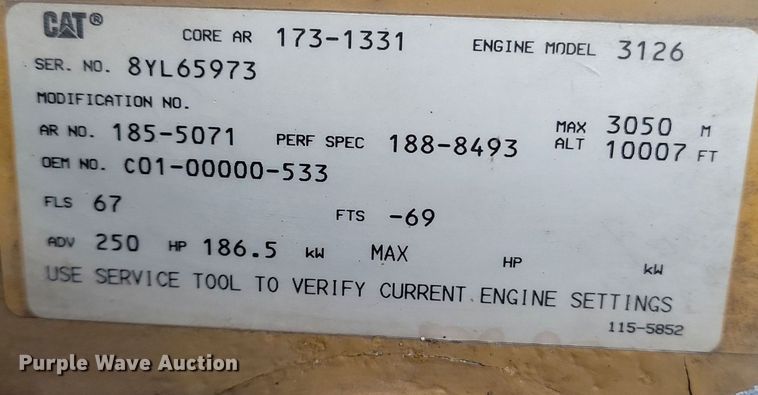 CAT® CORE AR 173-1331 ENGINE MODEL 3126
SER. NO. 8YL65973
MODIFICATION NO.
AR NO. 185-5071 PERF SPEC 188-8493 MAX ALT 3050 M 10007 FT
OEM NO. C01-00000-533
FLS 67 FTS -69
ADV 250 HP 186.5 kW MAX HP kW
USE SERVICE TOOL TO VERIFY CURRENT ENGINE SETTINGS
115-5852
Purple Wave Auction